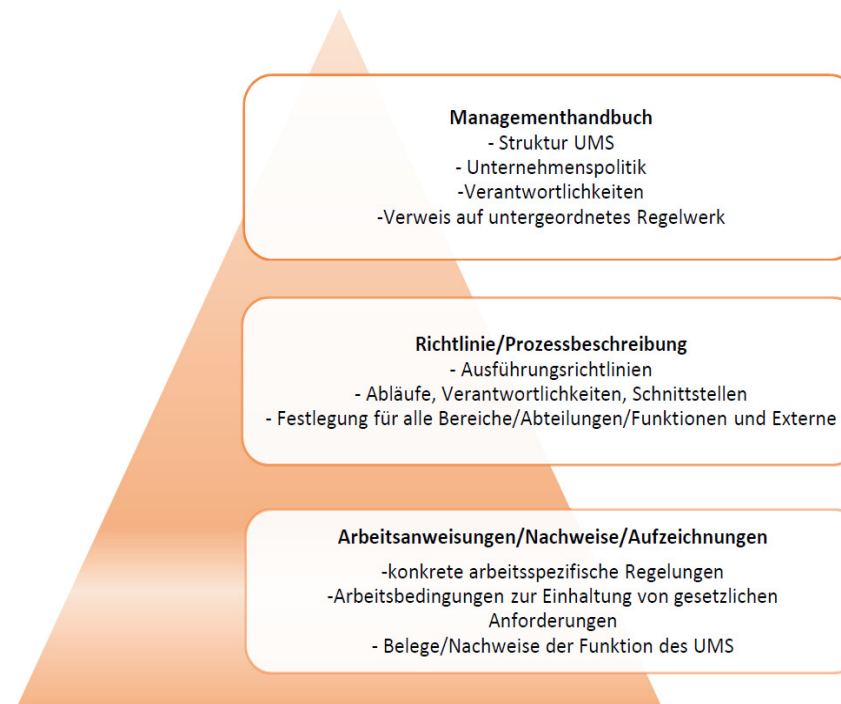 Managementhandbuch
- Struktur UMS
- Unternehmenspolitik
-Verantwortlichkeiten
-Verweis auf untergeordnetes Regelwerk
Richtlinie/Prozessbeschreibung
- Ausführungsrichtlinien
- Abläufe, Verantwortlichkeiten, Schnittstellen
- Festlegung für alle Bereiche/Abteilungen/Funktionen und Externe
Arbeitsanweisungen/Nachweise/Aufzeichnungen
-konkrete arbeitsspezifische Regelungen
-Arbeitsbedingungen zur Einhaltung von gesetzlichen
Anforderungen
- Belege/Nachweise der Funktion des UMS